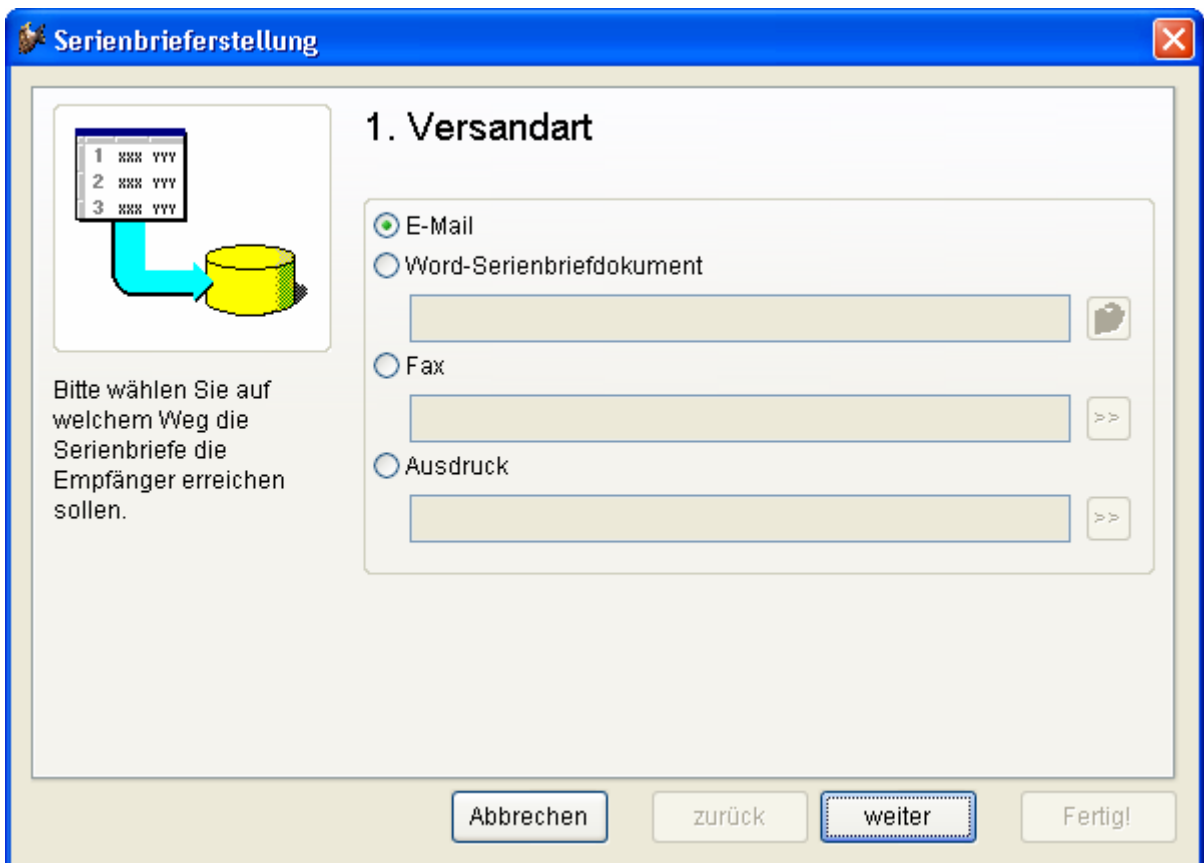 Serienbrieferstellung
1 XXX YYY
2 XXX YYY
3 XXX YYY
Bitte wählen Sie auf
welchem Weg die
Serienbriefe die
Empfänger erreichen
sollen.
1. Versandart
E-Mail
Word-Serienbriefdokument
Fax
>>
Ausdruck
>>
Abbrechen
zurück
weiter
Fertig!